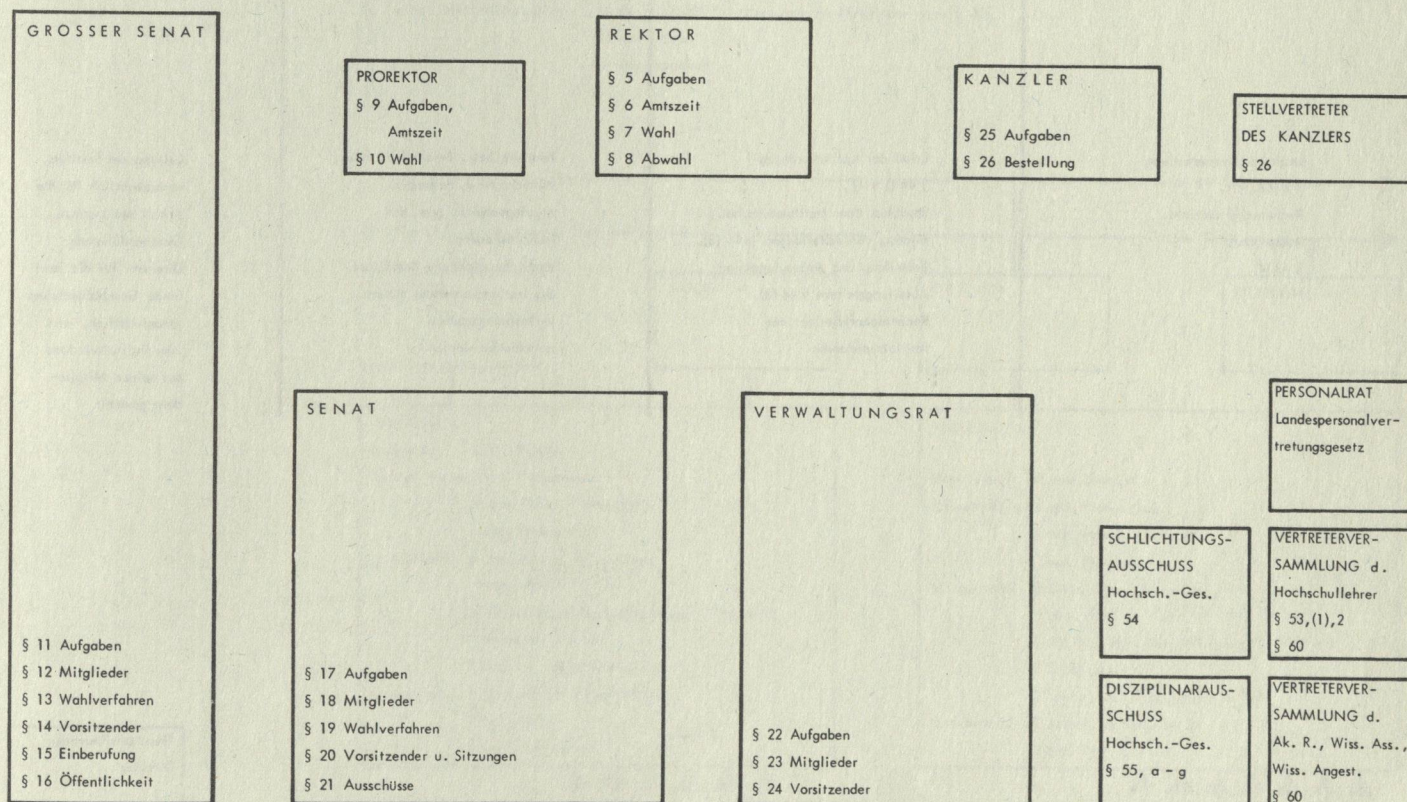 GROSSER SENAT
§ 11 Aufgaben
§ 12 Mitglieder
§ 13 Wahlverfahren
§ 14 Vorsitzender
§ 15 Einberufung
§ 16 Öffentlichkeit
PROREKTOR
§ 9 Aufgaben,
Amtszeit
§ 10 Wahl
REKTOR
§ 5 Aufgaben
§ 6 Amtszeit
§ 7 Wahl
§ 8 Abwahl
KANZLER
§ 25 Aufgaben
§ 26 Bestellung
STELLVERTRETER
DES KANZLERS
§ 26
SENAT
§ 17 Aufgaben
§ 18 Mitglieder
§ 19 Wahlverfahren
§ 20 Vorsitzender u. Sitzungen
§ 21 Ausschüsse
VERWALTUNGSRAT
§ 22 Aufgaben
§ 23 Mitglieder
§ 24 Vorsitzender
PERSONALRAT
Landespersonalver-
tretungsgesetz
SCHLICHTUNGS-
AUSSCHUSS
Hochsch.-Ges.
§ 54
VERTRETERVER-
SAMMLUNG d.
Hochschullehrer
§ 53,(1),2
§ 60
DISZIPLINARAUS-
SCHUSS
Hochsch.-Ges.
§ 55, a - g
VERTRETERVER-
SAMMLUNG d.
Ak. R., Wiss. Ass.,
Wiss. Angest.
§ 60